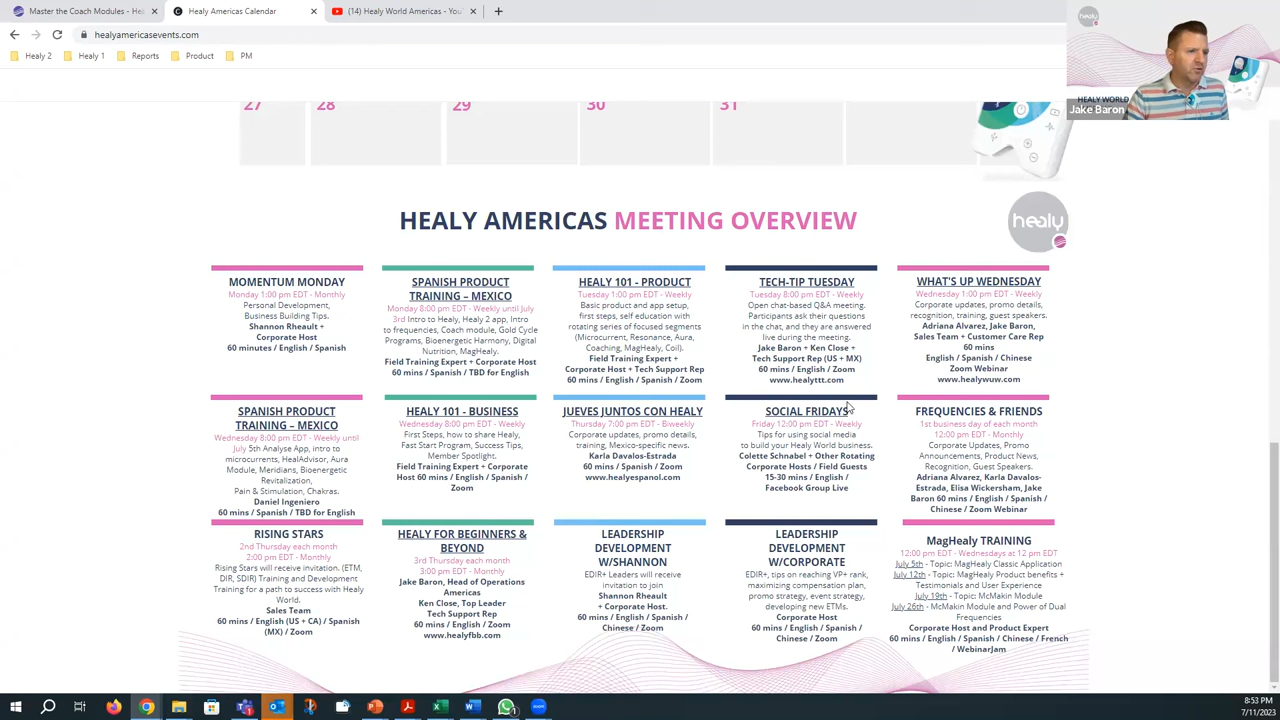 Master the Coach Modules - Hea
Healy Americas Calendar
(14) Healy World Americas - YouT
healyamericasevents.com
Healy 2
Healy 1
Reports
Product
PM
healy
HEALY WORLD
Jake Baron
27
28
29
30
31
HEALY AMERICAS MEETING OVERVIEW
healy
MOMENTUM MONDAY
Monday 1:00 pm EDT - Monthly
Personal Development,
Business Building Tips.
Shannon Rheault +
Corporate Host
60 minutes / English / Spanish
SPANISH PRODUCT
TRAINING – MEXICO
Monday 8:00 pm EDT - Weekly until July
3rd Intro to Healy, Healy 2 app, Intro
to frequencies, Coach module, Gold Cycle
Programs, Bioenergetic Harmony, Digital
Nutrition, MagHealy.
Field Training Expert + Corporate Host
60 mins / Spanish / TBD for English
HEALY 101 - PRODUCT
Tuesday 1:00 pm EDT - Weekly
Basic product and app setup,
first steps, self education with
rotating series of focused segments
(Microcurrent, Resonance, Aura,
Coaching, MagHealy, Coil).
Field Training Expert +
Corporate Host + Tech Support Rep
60 mins / English / Spanish / Zoom
TECH-TIP TUESDAY
Tuesday 8:00 pm EDT - Weekly
Open chat-based Q&A meeting.
Participants ask their questions
in the chat, and they are answered
live during the meeting.
Jake Baron + Ken Close +
Tech Support Rep (US + MX)
60 mins / English / Zoom
www.healyttt.com
WHAT'S UP WEDNESDAY
Wednesday 1:00 pm EDT - Weekly
Corporate updates, promo details,
recognition, training, guest speakers.
Adriana Alvarez, Jake Baron,
Sales Team + Customer Care Rep
60 mins
English / Spanish / Chinese
Zoom Webinar
www.healywuw.com
SPANISH PRODUCT
TRAINING – MEXICO
Wednesday 8:00 pm EDT - Weekly until
July 5th Analyse App, intro to
microcurrents, HealAdvisor, Aura
Module, Meridians, Bioenergetic
Revitalization,
Pain & Stimulation, Chakras.
Daniel Ingeniero
60 mins / Spanish / TBD for English
HEALY 101 - BUSINESS
Wednesday 8:00 pm EDT - Weekly
First Steps, how to share Healy,
Fast Start Program, Success Tips,
Member Spotlight.
Field Training Expert + Corporate
Host 60 mins / English / Spanish /
Zoom
JUEVES JUNTOS CON HEALY
Thursday 7:00 pm EDT - Biweekly
Corporate updates, promo details,
training, Mexico-specific news.
Karla Davalos-Estrada
60 mins / Spanish / Zoom
www.healyespanol.com
SOCIAL FRIDAYS
Friday 12:00 pm EDT - Weekly
Tips for using social media
to build your Healy World business.
Colette Schnabel + Other Rotating
Corporate Hosts / Field Guests
15-30 mins / English /
Facebook Group Live
FREQUENCIES & FRIENDS
1st business day of each month
12:00 pm EDT - Monthly
Corporate Updates, Promo
Announcements, Product News,
Recognition, Guest Speakers.
Adriana Alvarez, Karla Davalos-
Estrada, Elisa Wickersham, Jake
Baron 60 mins / English / Spanish /
Chinese / Zoom Webinar
RISING STARS
2nd Thursday each month
2:00 pm EDT - Monthly
Rising Stars will receive invitation. (ETM,
DIR, SDIR) Training and Development
Training for a path to success with Healy
World.
Sales Team
60 mins / English (US + CA) / Spanish
(MX) / Zoom
HEALY FOR BEGINNERS &
BEYOND
3rd Thursday each month
3:00 pm EDT - Monthly
Jake Baron, Head of Operations
Americas
Ken Close, Top Leader
Tech Support Rep
60 mins / English / Zoom
www.healyfbb.com
LEADERSHIP
DEVELOPMENT
W/SHANNON
EDIR+ Leaders will receive
invitation to join
Shannon Rheault
+ Corporate Host.
60 mins / English / Spanish /
Chinese / Zoom
LEADERSHIP
DEVELOPMENT
W/CORPORATE
EDIR+, tips on reaching VP+ rank,
maximizing compensation plan,
promo strategy, event strategy,
developing new ETMs.
Corporate Host
60 mins / English / Spanish /
Chinese / Zoom
MagHealy TRAINING
12:00 pm EDT - Wednesdays at 12 pm EDT
July 5th - Topic: MagHealy Classic Application
July 12th - Topic: MagHealy Product benefits +
Testimonials and User Experience
July 19th - Topic: McMakin Module
July 26th - McMakin Module and Power of Dual
Frequencies
Corporate Host and Product Expert
60 mins / English / Spanish / Chinese / French
/ WebinarJam
8:53 PM
7/11/2023